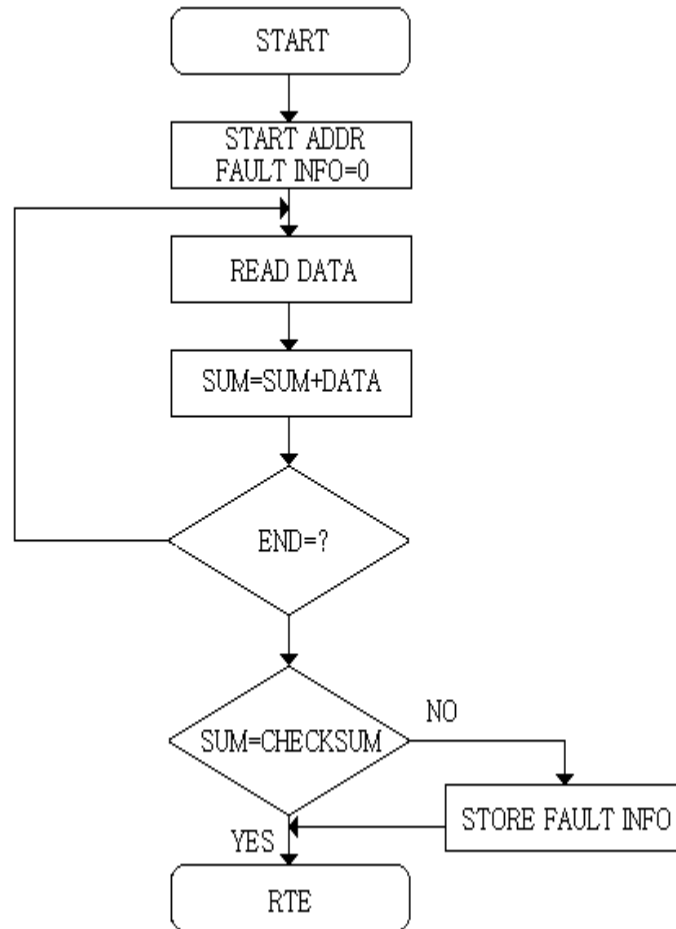 START
START ADDR
FAULT INFO=0
READ DATA
SUM=SUM+DATA
END=?
SUM=CHECKSUM
NO
STORE FAULT INFO
YES
RTE